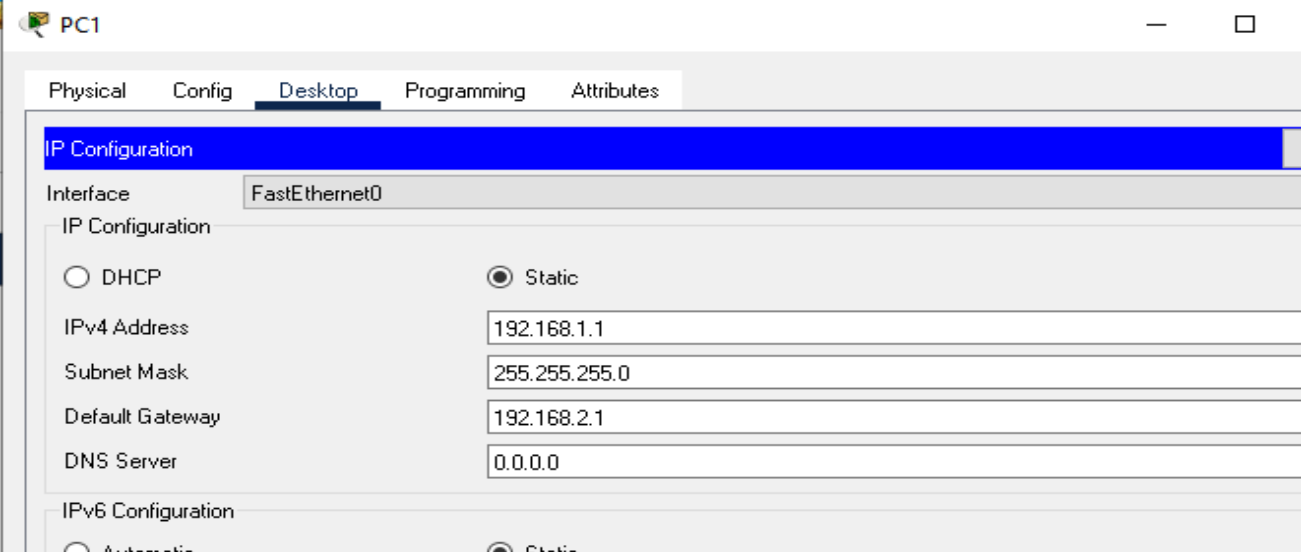 PC1
Physical Config Desktop Programming Attributes
IP Configuration
Interface FastEthernet0
IP Configuration
DHCP Static
IPv4 Address 192.168.1.1
Subnet Mask 255.255.255.0
Default Gateway 192.168.2.1
DNS Server 0.0.0.0
IPv6 Configuration
Automatic Static